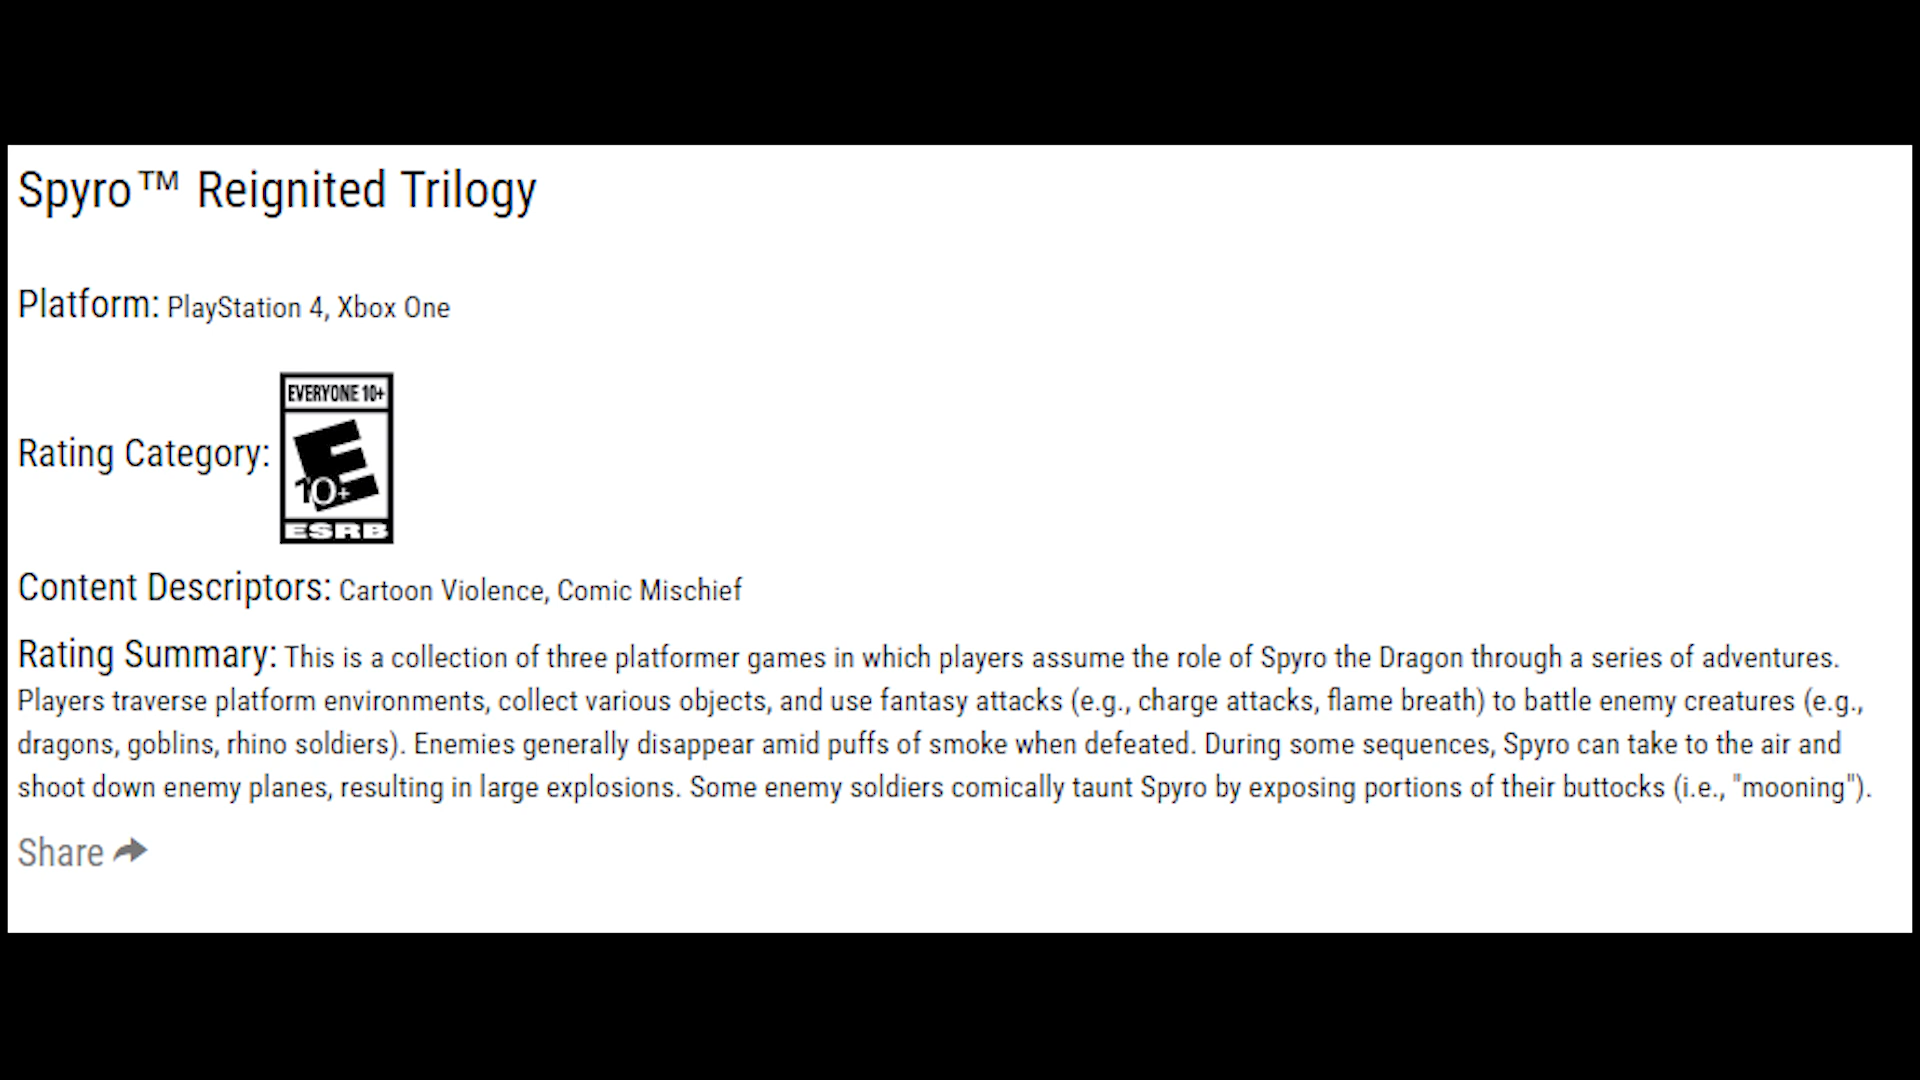 Spyro™ Reignited Trilogy
Platform: PlayStation 4, Xbox One
EVERYONE 10+
E
10+
ESRB
Rating Category:
Content Descriptors: Cartoon Violence, Comic Mischief
Rating Summary: This is a collection of three platformer games in which players assume the role of Spyro the Dragon through a series of adventures.
Players traverse platform environments, collect various objects, and use fantasy attacks (e.g., charge attacks, flame breath) to battle enemy creatures (e.g.,
dragons, goblins, rhino soldiers). Enemies generally disappear amid puffs of smoke when defeated. During some sequences, Spyro can take to the air and
shoot down enemy planes, resulting in large explosions. Some enemy soldiers comically taunt Spyro by exposing portions of their buttocks (i.e., "mooning").
Share